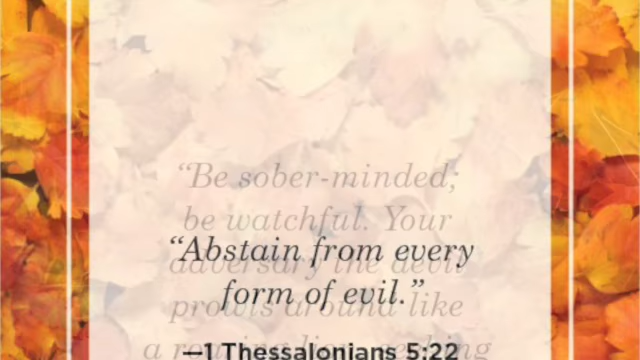 “Be sober-minded;
be watchful. Your
“Abstain from every
adversary the devil
form of evil.”
prowls around like
—1 Thessalonians 5:22
a roaring lion, seeking